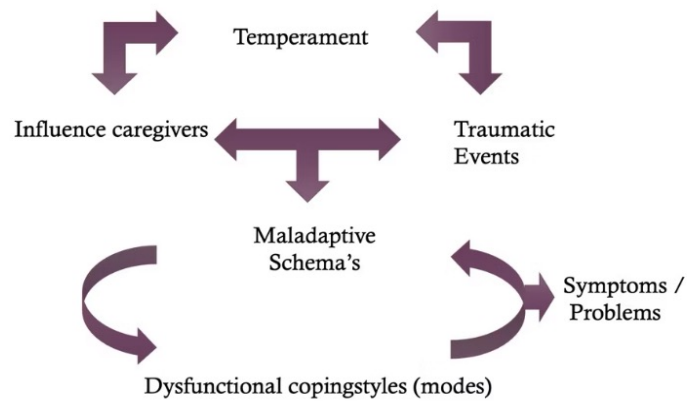 Temperament
Influence caregivers
Traumatic
Events
Maladaptive
Schema's
Symptoms /
Problems
Dysfunctional copingstyles (modes)